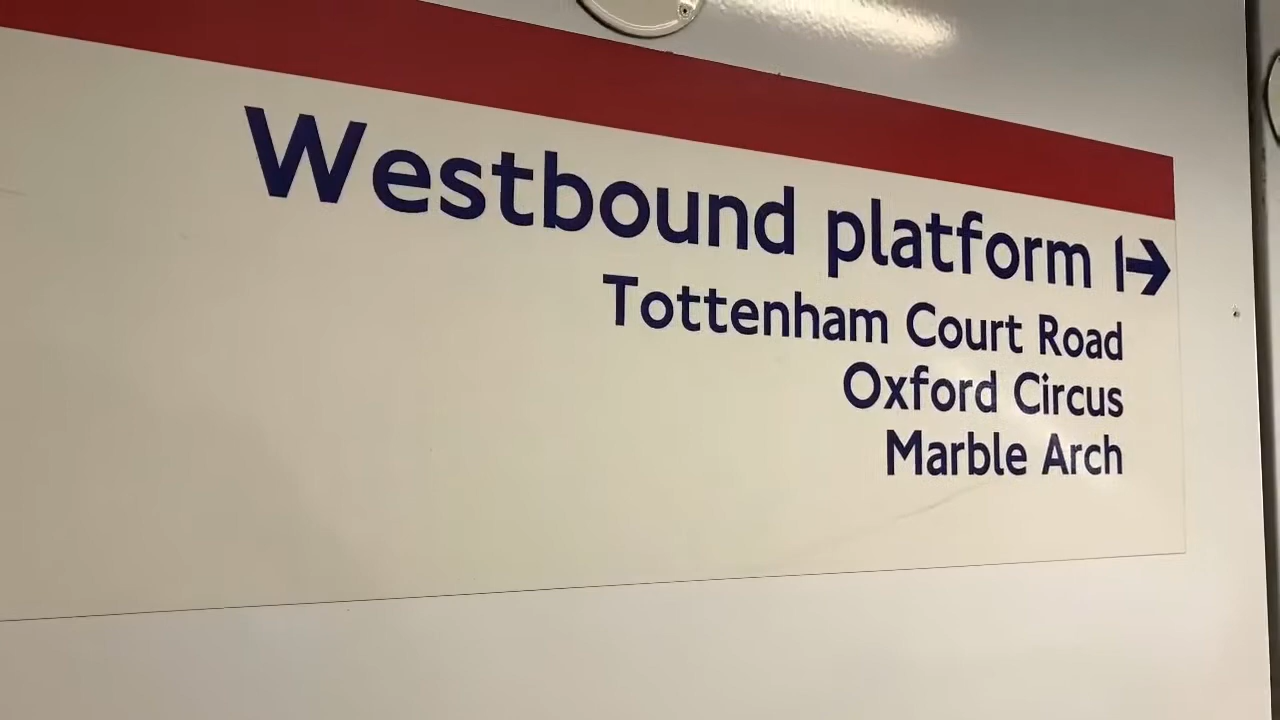 Westbound platform →
Tottenham Court Road
Oxford Circus
Marble Arch